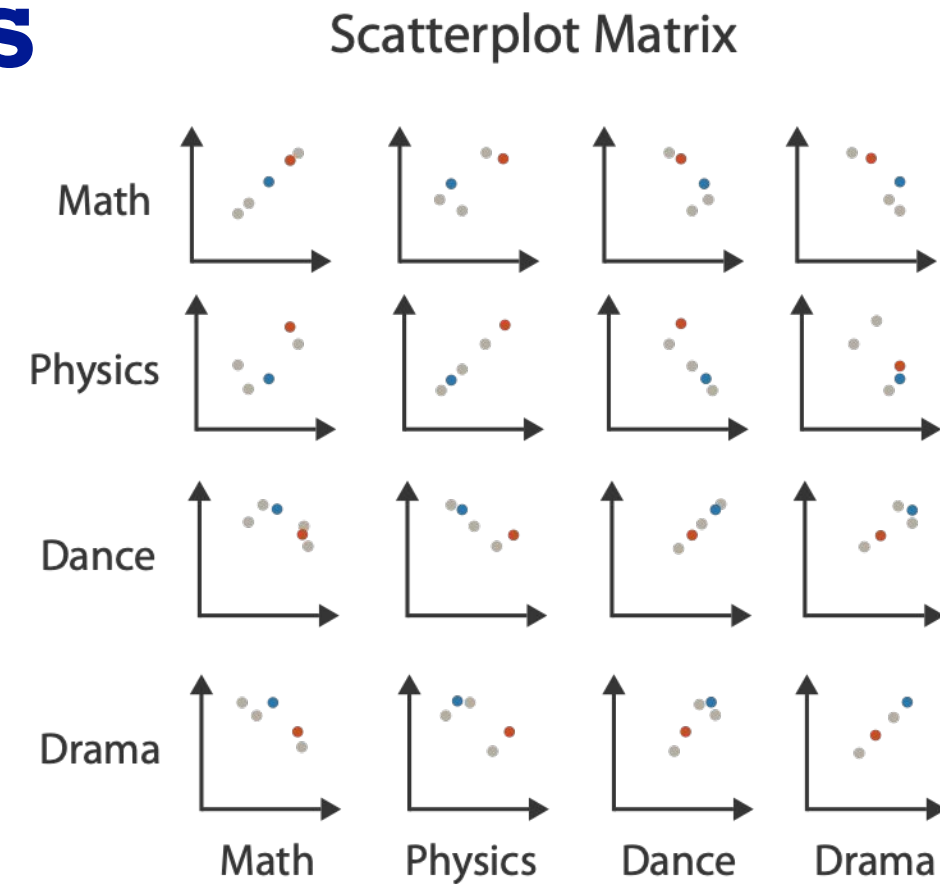 s
Scatterplot Matrix
Math
Physics
Dance
Drama
Math Physics Dance Drama